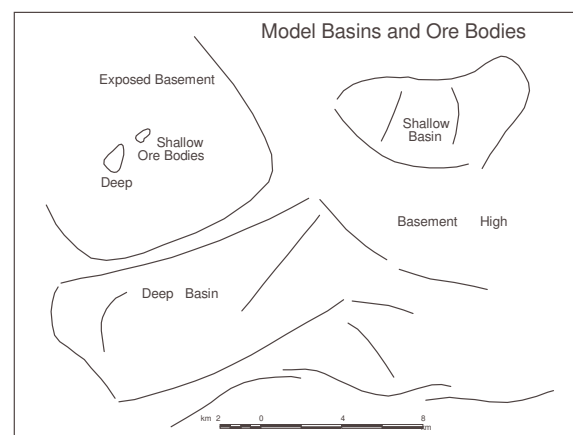 Model Basins and Ore Bodies
Exposed Basement
Shallow
Ore Bodies
Deep
Shallow
Basin
Basement High
Deep Basin
km 2 0 4 8
km